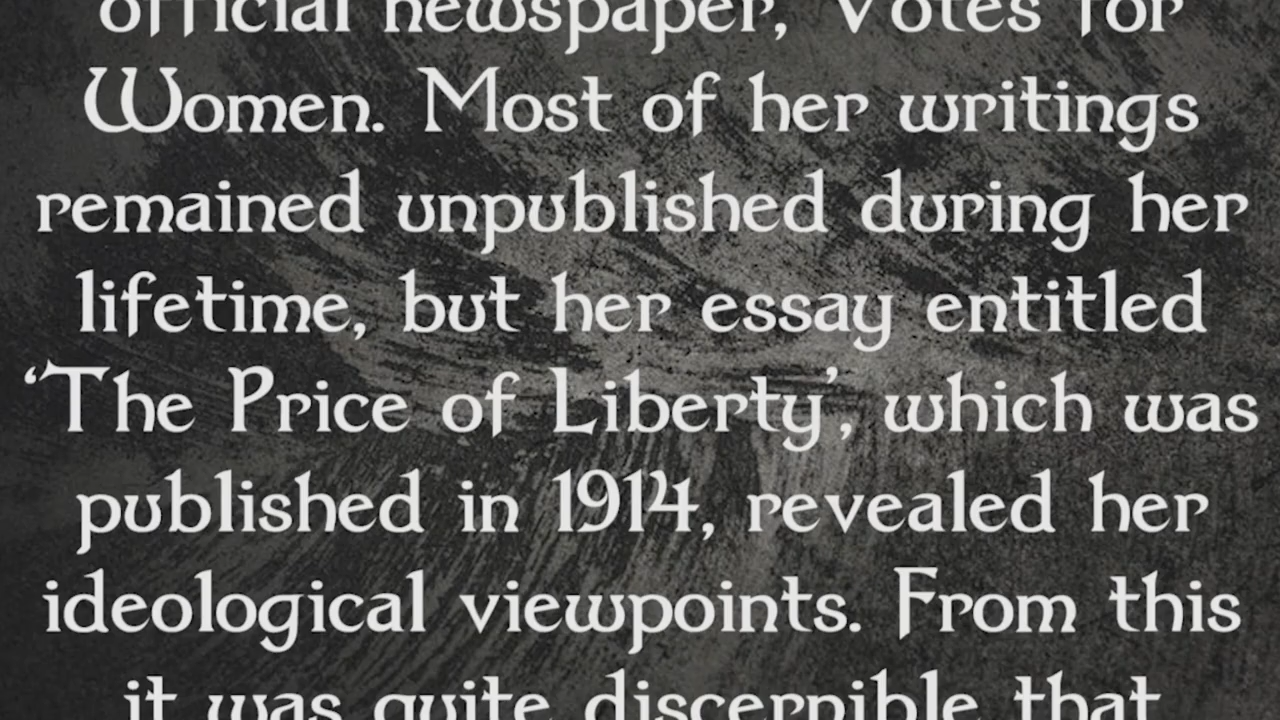 official newspaper, Votes for
Women. Most of her writings
remained unpublished during her
lifetime, but her essay entitled
‘The Price of Liberty’, which was
published in 1914, revealed her
ideological viewpoints. From this
it was quite discernible that